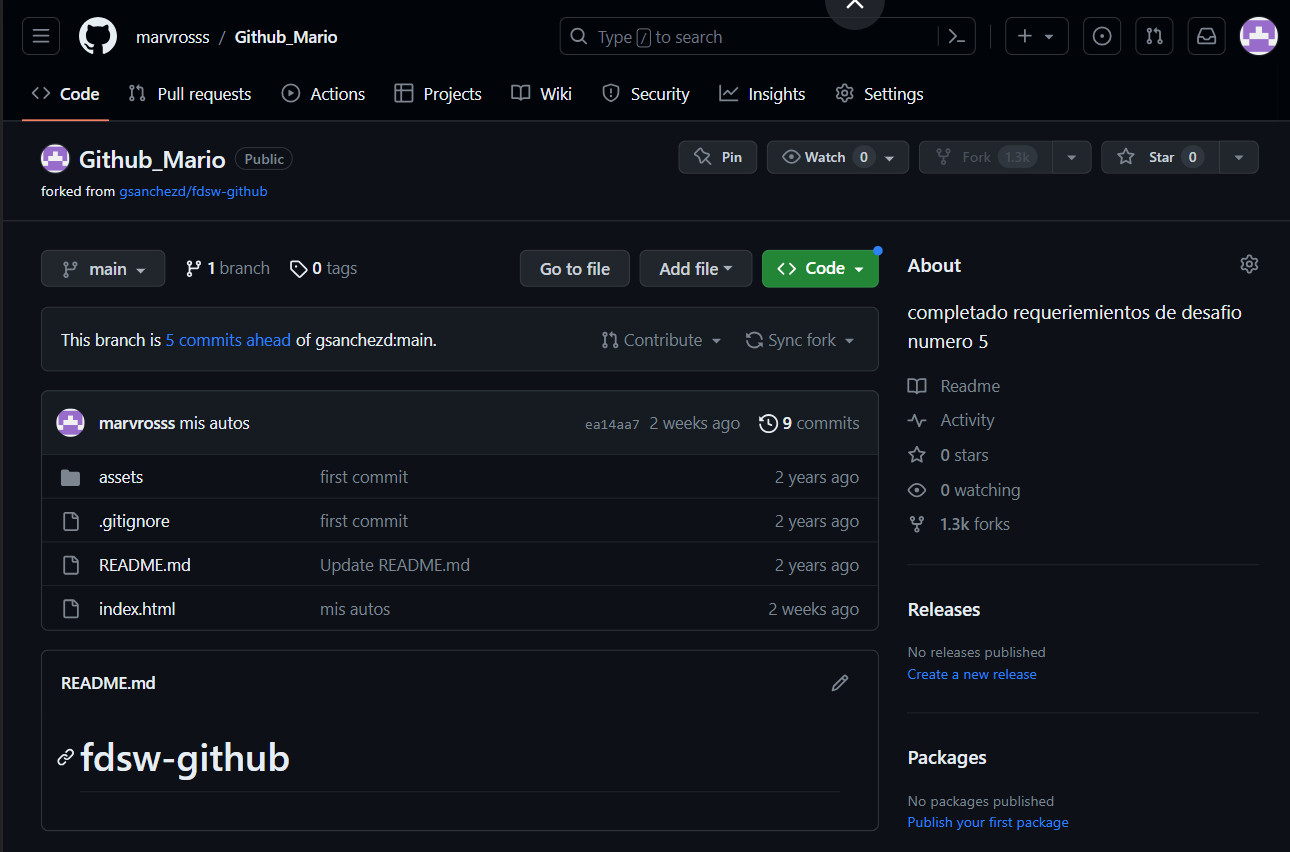 marvrosss / Github_Mario
Type / to search
Code Pull requests Actions Projects Wiki Security Insights Settings
Github_Mario Public
Pin Watch 0 Fork 1.3k Star 0
forked from gsanchezd/fdsw-github
main 1 branch 0 tags Go to file Add file <> Code
This branch is 5 commits ahead of gsanchezd:main. Contribute Sync fork
marvrosss mis autos ea14aa7 2 weeks ago 9 commits
assets first commit 2 years ago
.gitignore first commit 2 years ago
README.md Update README.md 2 years ago
index.html mis autos 2 weeks ago
README.md
fdsw-github
About
completado requeriemientos de desafio
numero 5
Readme
Activity
0 stars
0 watching
1.3k forks
Releases
No releases published
Create a new release
Packages
No packages published
Publish your first package